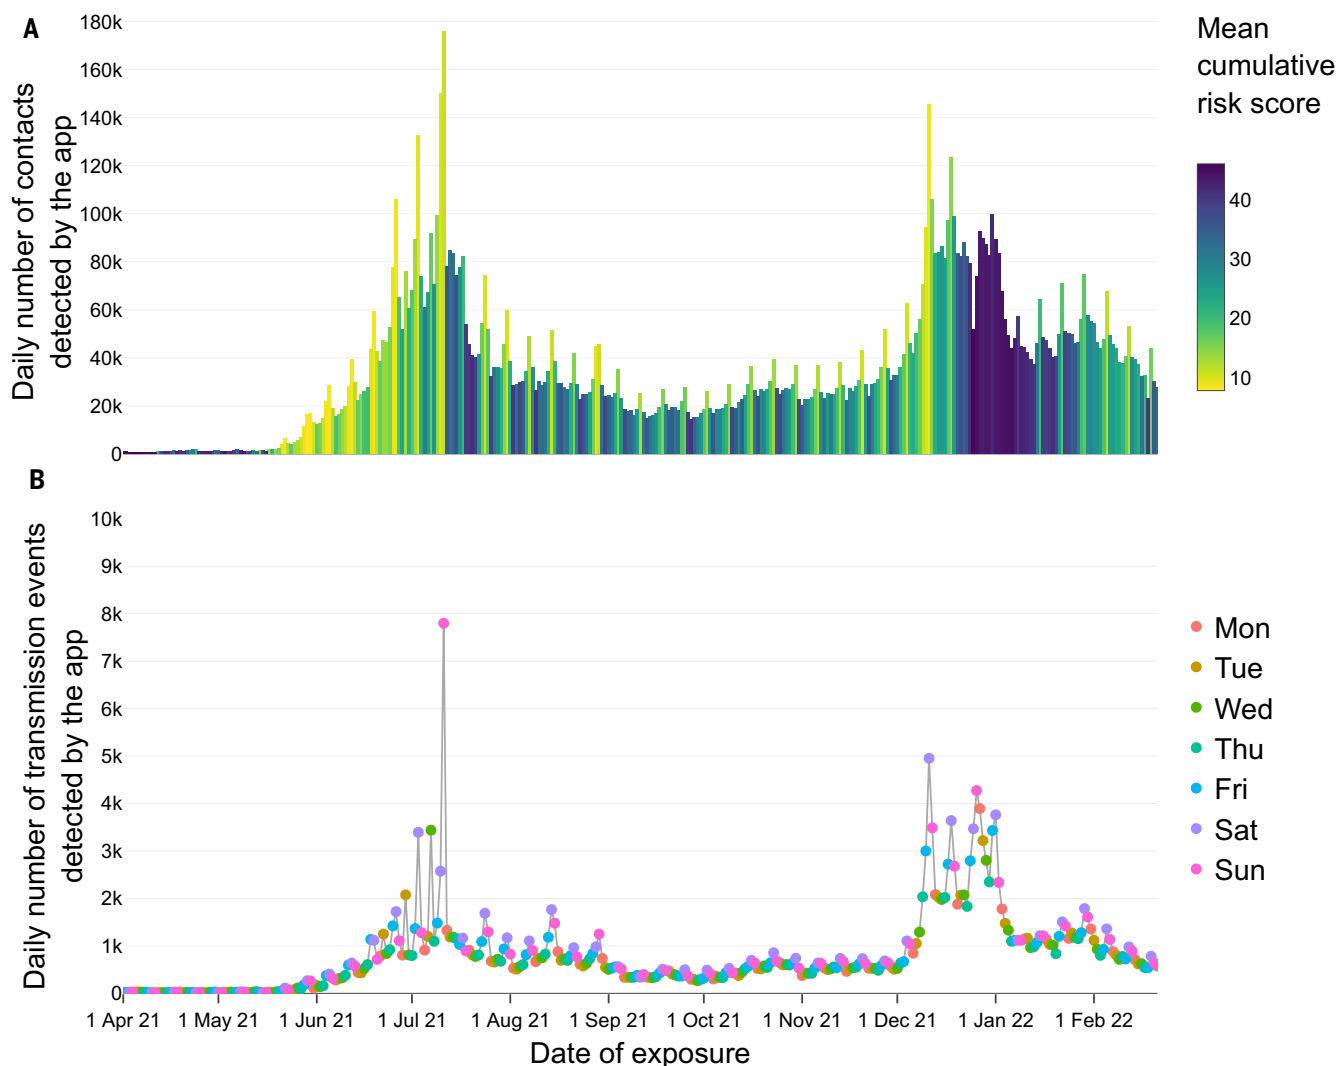 A
Daily number of contacts
detected by the app
180k
160k
140k
120k
100k
80k
60k
40k
20k
0
Mean
cumulative
risk score
40
30
20
10
B
Daily number of transmission events
detected by the app
10k
9k
8k
7k
6k
5k
4k
3k
2k
1k
0
Mon
Tue
Wed
Thu
Fri
Sat
Sun
1 Apr 21 1 May 21 1 Jun 21 1 Jul 21 1 Aug 21 1 Sep 21 1 Oct 21 1 Nov 21 1 Dec 21 1 Jan 22 1 Feb 22
Date of exposure